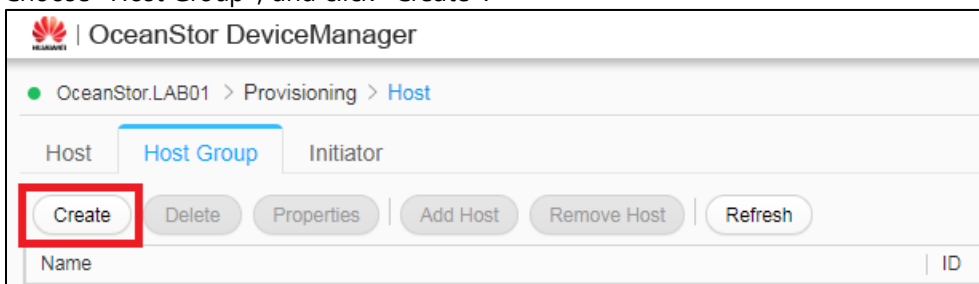 Choose "Host Group", and click "Create".
HUAWEI | OceanStor DeviceManager
OceanStor.LAB01 > Provisioning > Host
Host Host Group Initiator
Create Delete Properties Add Host Remove Host Refresh
Name ID